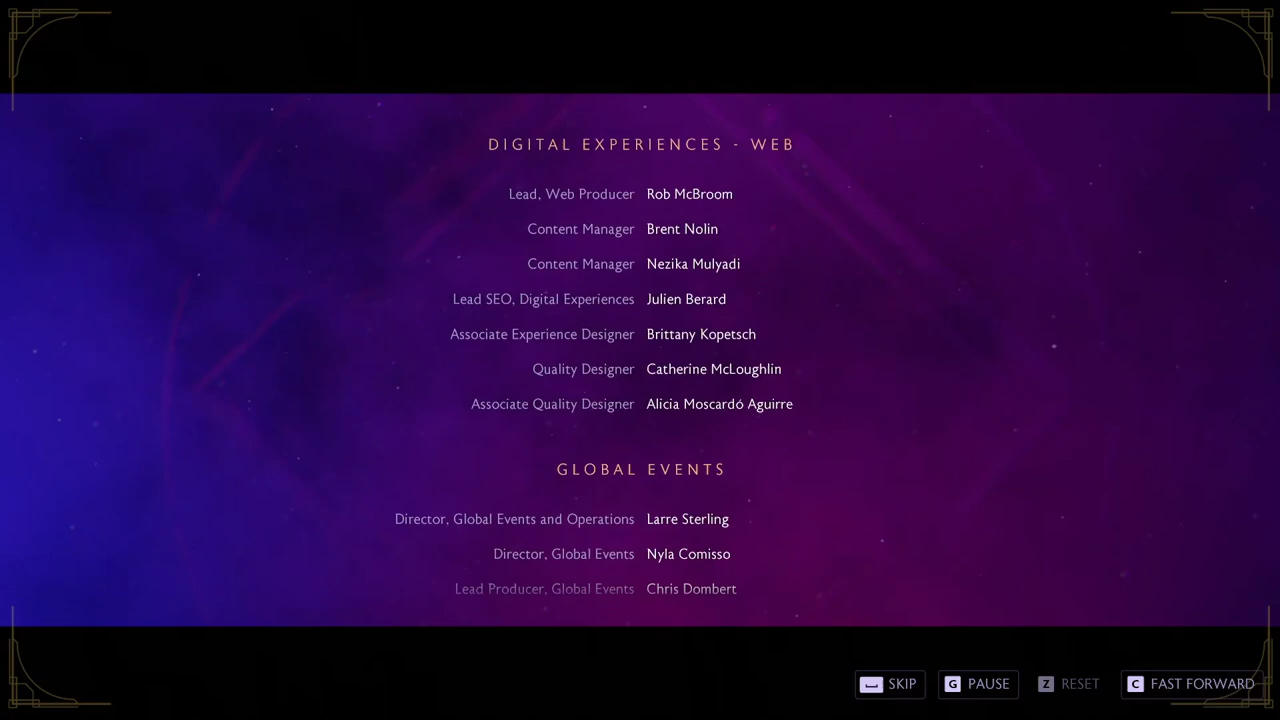 DIGITAL EXPERIENCES - WEB
Lead, Web Producer Rob McBroom
Content Manager Brent Nolin
Content Manager Nezika Mulyadi
Lead SEO, Digital Experiences Julien Berard
Associate Experience Designer Brittany Kopetsch
Quality Designer Catherine McLoughlin
Associate Quality Designer Alicia Moscardó Aguirre
GLOBAL EVENTS
Director, Global Events and Operations Larre Sterling
Director, Global Events Nyla Comisso
Lead Producer, Global Events Chris Dombert
SKIP G PAUSE Z RESET C FAST FORWARD